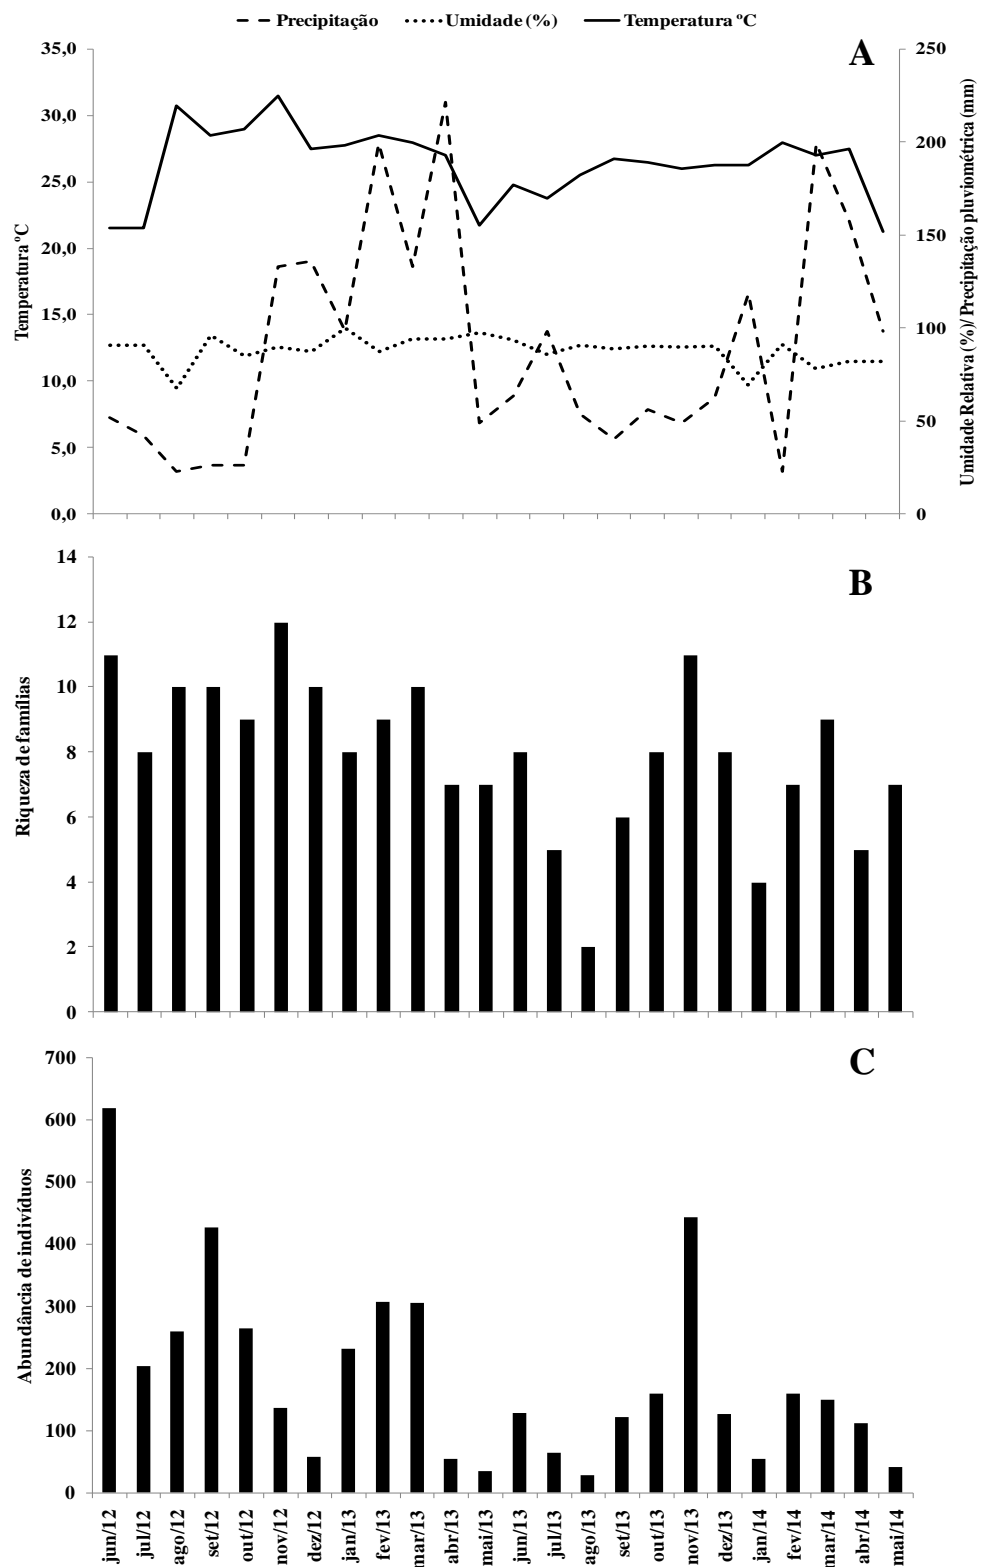 Precipitação Umidade (%) Temperatura ºC
A
35,0
30,0
25,0
20,0
15,0
10,0
5,0
0,0
Temperatura ºC
250
200
150
100
50
0
Umidade Relativa (%)/ Precipitação pluviométrica (mm)
B
14
12
10
8
6
4
2
0
Riqueza de famílias
C
700
600
500
400
300
200
100
0
Abundância de indivíduos
jun/12
jul/12
ago/12
set/12
out/12
nov/12
dez/12
jan/13
fev/13
mar/13
abr/13
mai/13
jun/13
jul/13
ago/13
set/13
out/13
nov/13
dez/13
jan/14
fev/14
mar/14
abr/14
mai/14